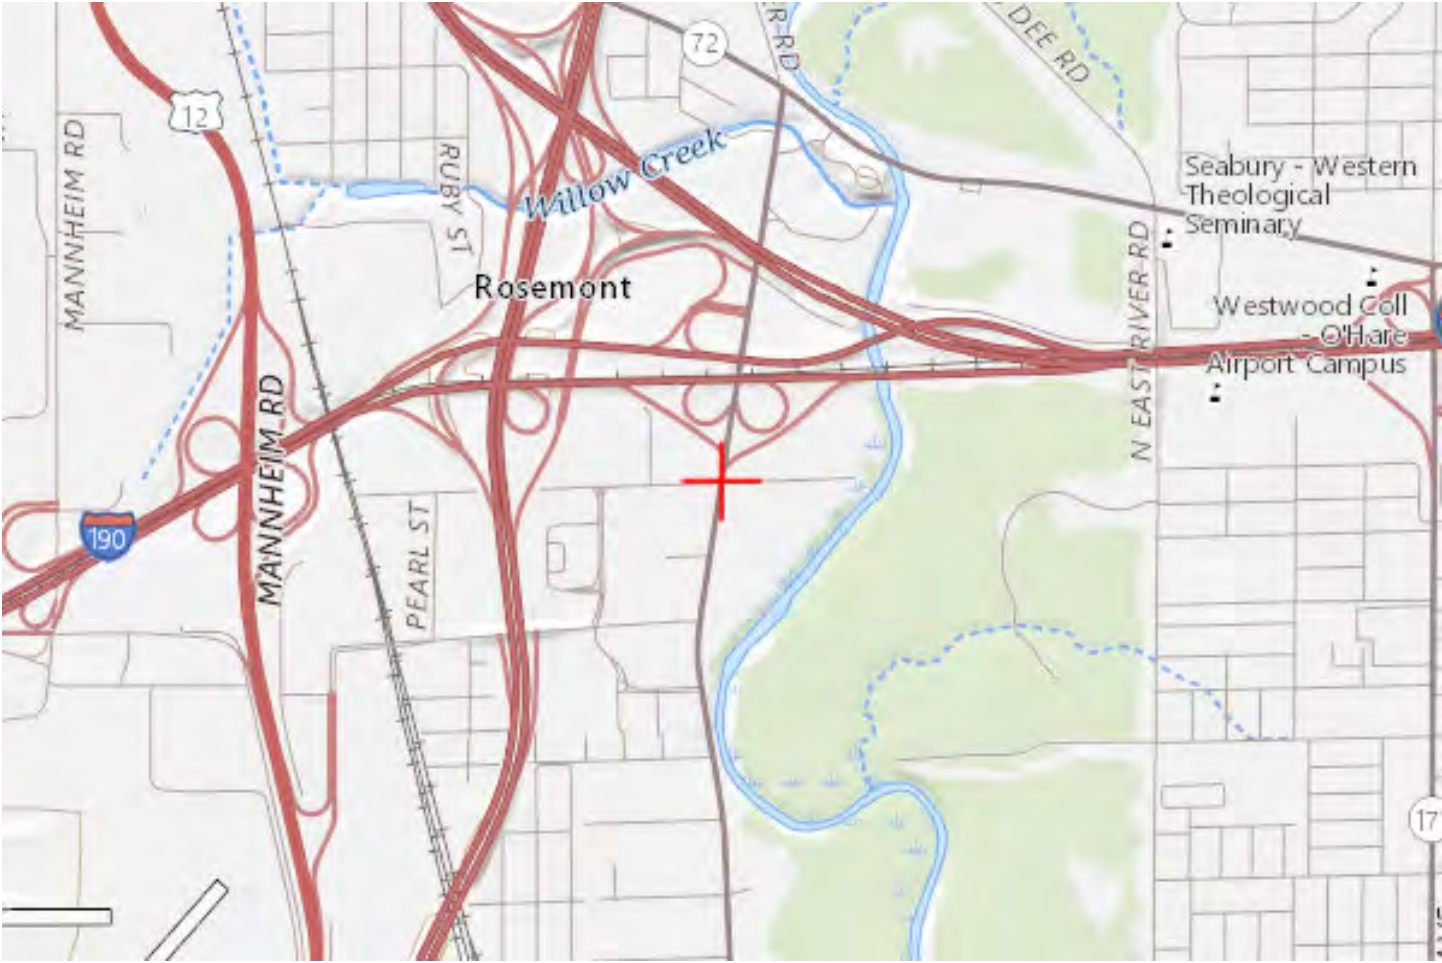 72
ER RD
DEE RD
12
MANNHEIM RD
RUBY ST
Willow Creek
Seabury - Western
Theological
Seminary
N EAST RIVER RD
Rosemont
Westwood Coll
- O'Hare
Airport Campus
MANNHEIM RD
190
PEARL ST
17